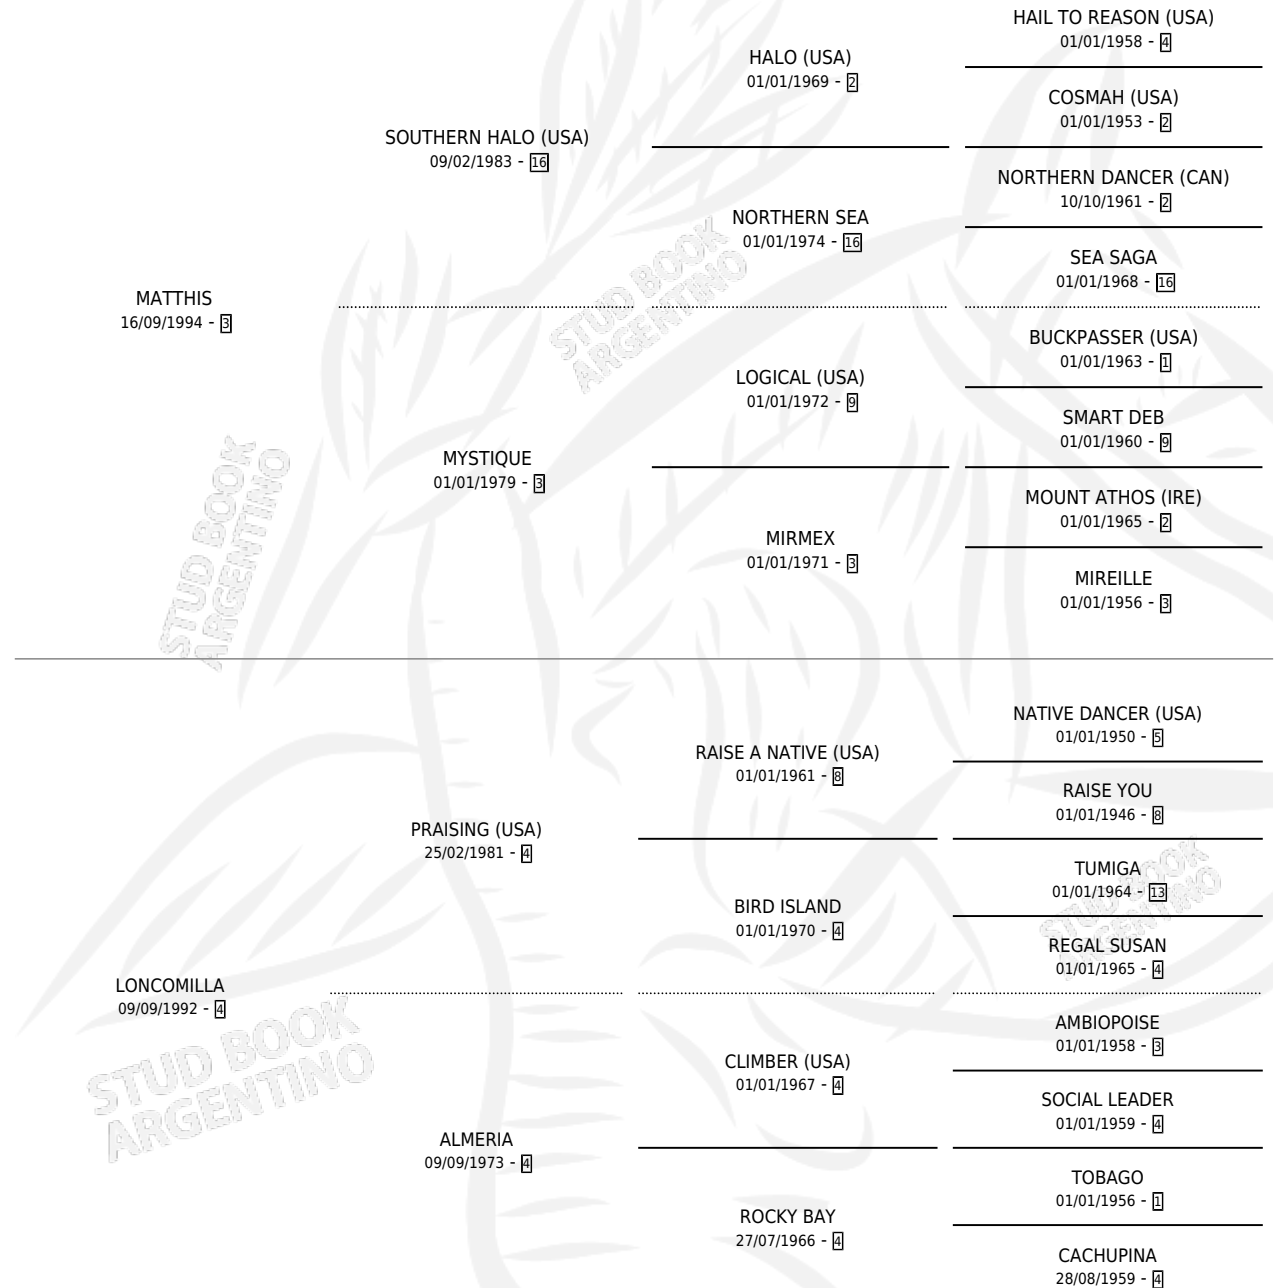 HAIL TO REASON (USA)
01/01/1958 - 4
HALO (USA)
01/01/1969 - 2
COSMAH (USA)
01/01/1953 - 2
SOUTHERN HALO (USA)
09/02/1983 - 16
NORTHERN DANCER (CAN)
10/10/1961 - 2
NORTHERN SEA
01/01/1974 - 16
SEA SAGA
01/01/1968 - 16
MATTHIS
16/09/1994 - 3
BUCKPASSER (USA)
01/01/1963 - 1
LOGICAL (USA)
01/01/1972 - 9
SMART DEB
01/01/1960 - 9
MYSTIQUE
01/01/1979 - 3
MOUNT ATHOS (IRE)
01/01/1965 - 2
MIRMEX
01/01/1971 - 3
MIREILLE
01/01/1956 - 3
STUD BOOK
ARGENTINO
STUD BOOK
ARGENTINO
NATIVE DANCER (USA)
01/01/1950 - 5
RAISE A NATIVE (USA)
01/01/1961 - 8
RAISE YOU
01/01/1946 - 8
PRAISING (USA)
25/02/1981 - 4
TUMIGA
01/01/1964 - 13
BIRD ISLAND
01/01/1970 - 4
REGAL SUSAN
01/01/1965 - 4
STUD BOOK
ARGENTINO
LONCOMILLA
09/09/1992 - 4
AMBIOPOISE
01/01/1958 - 3
CLIMBER (USA)
01/01/1967 - 4
SOCIAL LEADER
01/01/1959 - 4
ALMERIA
09/09/1973 - 4
TOBAGO
01/01/1956 - 1
ROCKY BAY
27/07/1966 - 4
CACHUPINA
28/08/1959 - 4
STUD BOOK
ARGENTINO